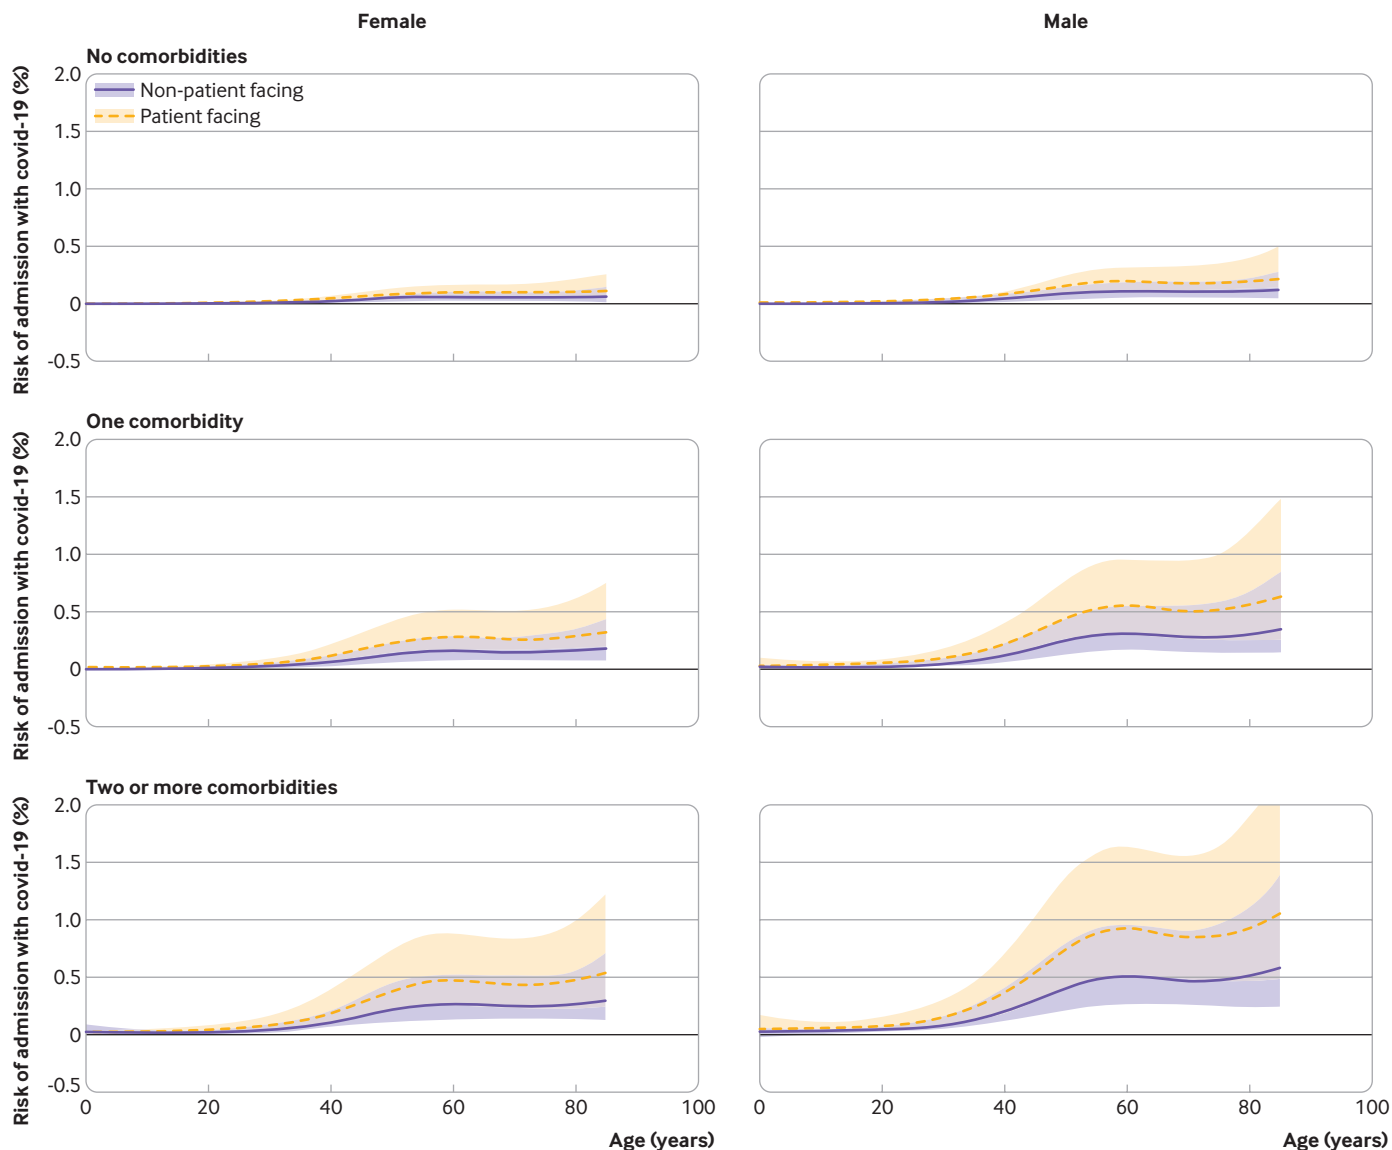 Female
Male
No comorbidities
Risk of admission with covid-19 (%)
2.0
1.5
1.0
0.5
0
-0.5
Non-patient facing
Patient facing
One comorbidity
Risk of admission with covid-19 (%)
2.0
1.5
1.0
0.5
0
-0.5
Two or more comorbidities
Risk of admission with covid-19 (%)
2.0
1.5
1.0
0.5
0
-0.5
0 20 40 60 80 100
Age (years)
0 20 40 60 80 100
Age (years)